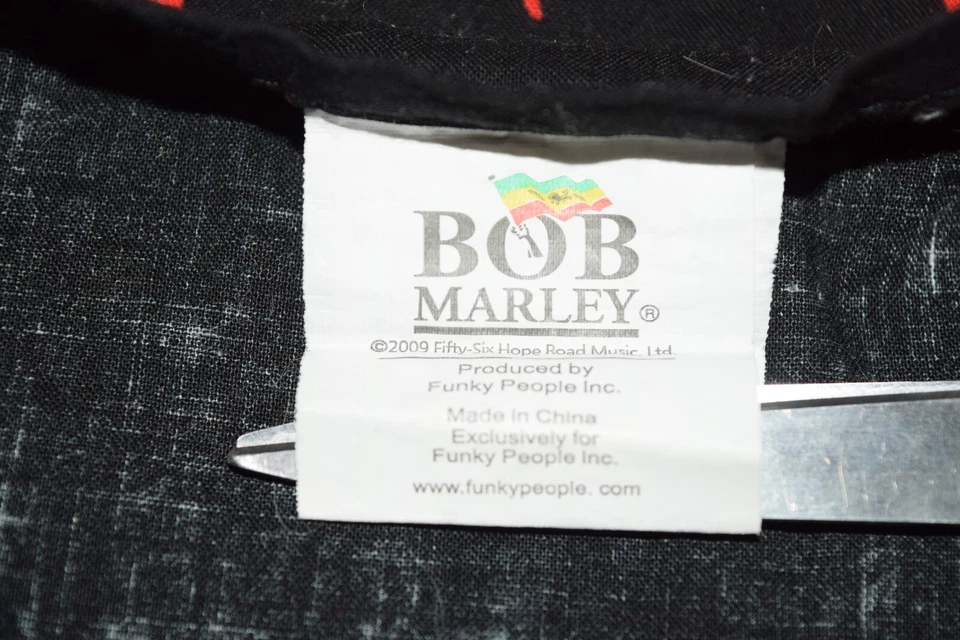 BOB
MARLEY®
©2009 Fifty-Six Hope Road Music, Ltd.
Produced by
Funky People Inc.
Made in China
Exclusively for
Funky People Inc.
www.funkypeople. com